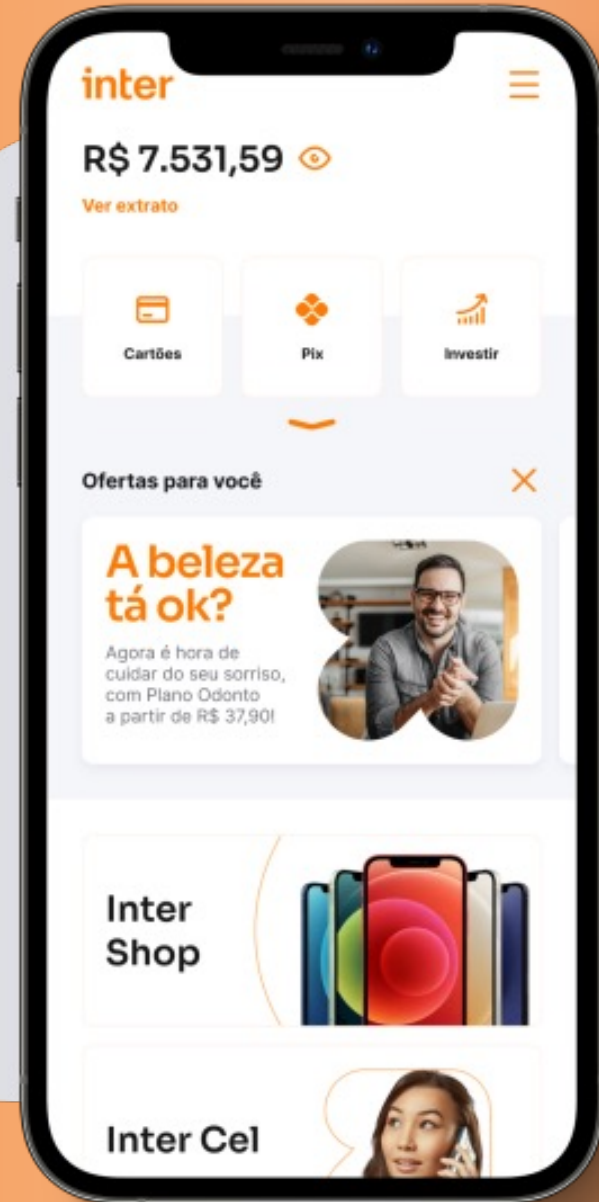 inter
R$ 7.531,59
Ver extrato
Cartões
Pix
Investir
Ofertas para você
A beleza
tá ok?
Agora é hora de
cuidar do seu sorriso,
com Plano Odonto
a partir de R$ 37,90!
Inter
Shop
Inter Cel